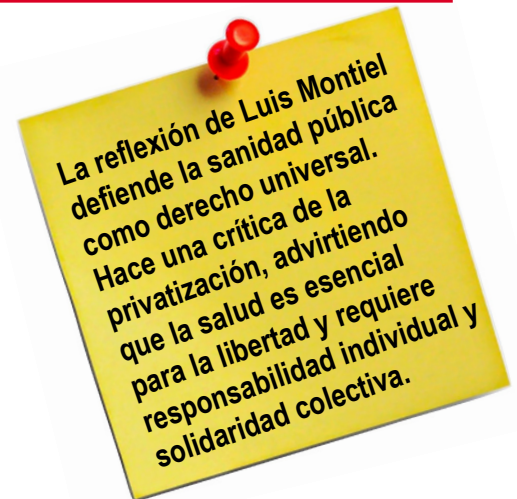 La reflexión de Luis Montiel
defiende la sanidad pública
como derecho universal.
Hace una crítica de la
privatización, advirtiendo
que la salud es esencial
para la libertad y requiere
responsabilidad individual y
solidaridad colectiva.